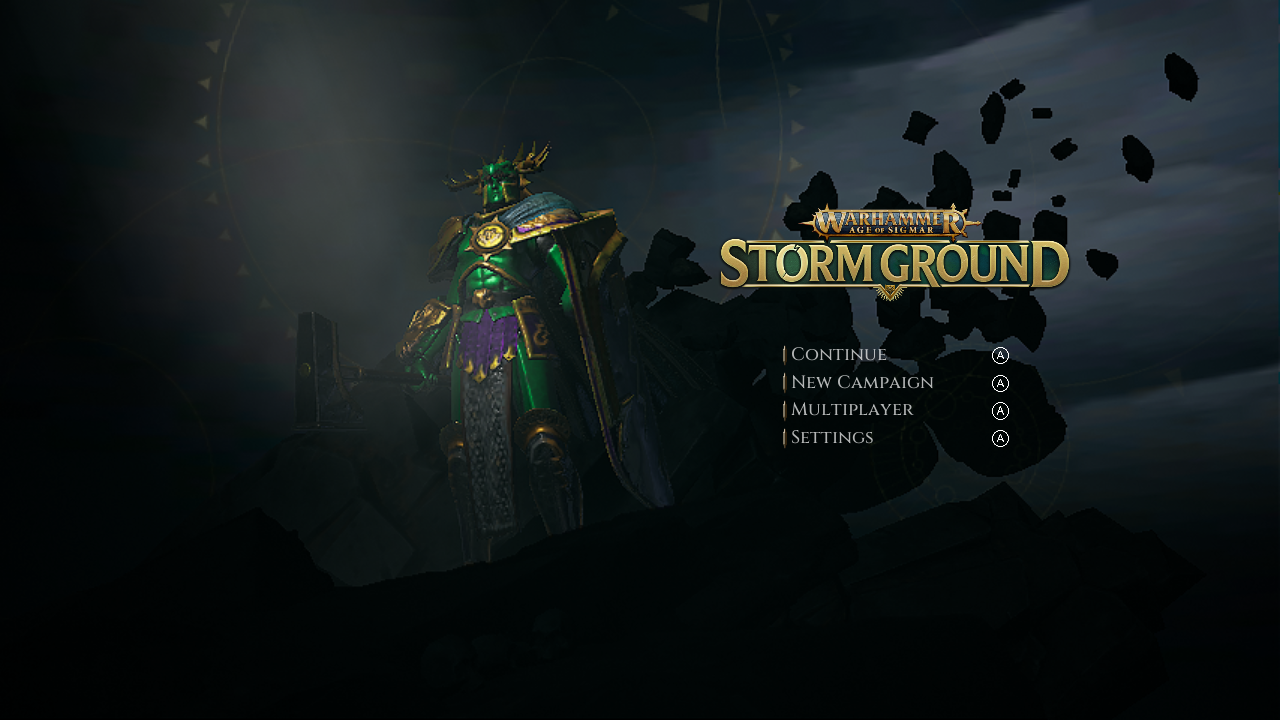 WARHAMMER
AGE OF SIGMAR
STORM GROUND
CONTINUE A
NEW CAMPAIGN A
MULTIPLAYER A
SETTINGS A